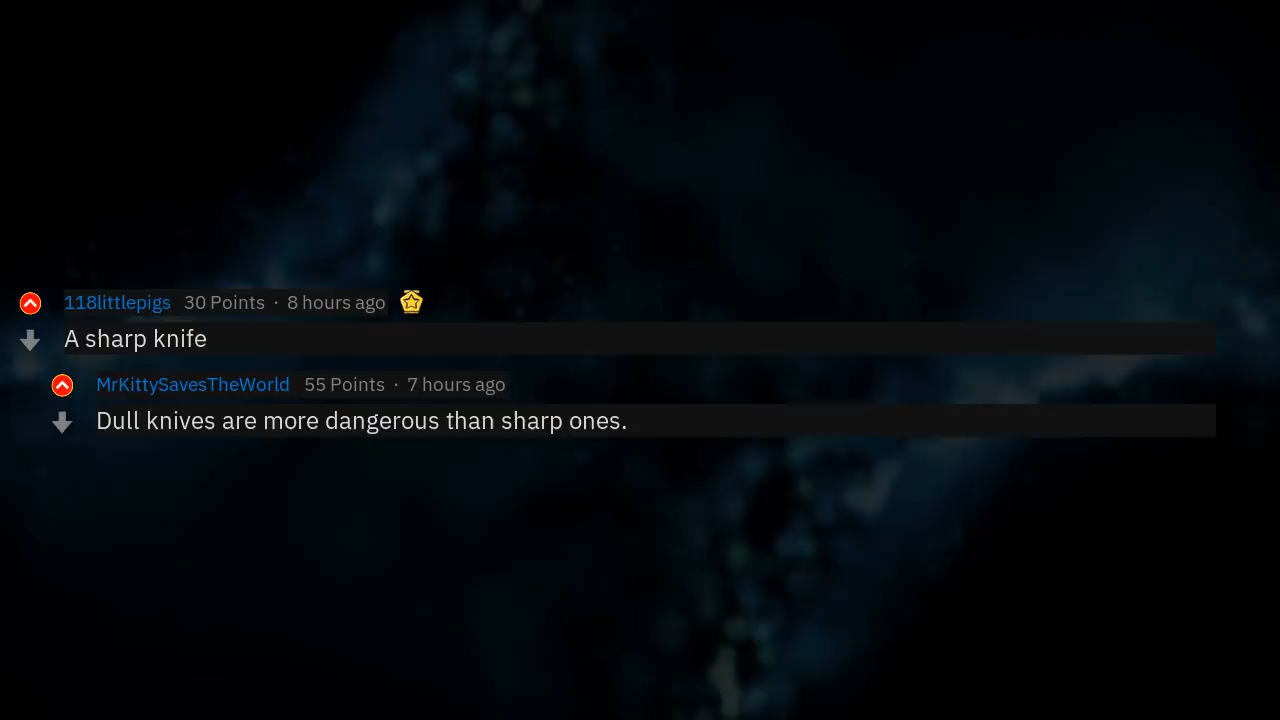 118littlepigs 30 Points · 8 hours ago
A sharp knife
MrKittySavesTheWorld 55 Points · 7 hours ago
Dull knives are more dangerous than sharp ones.